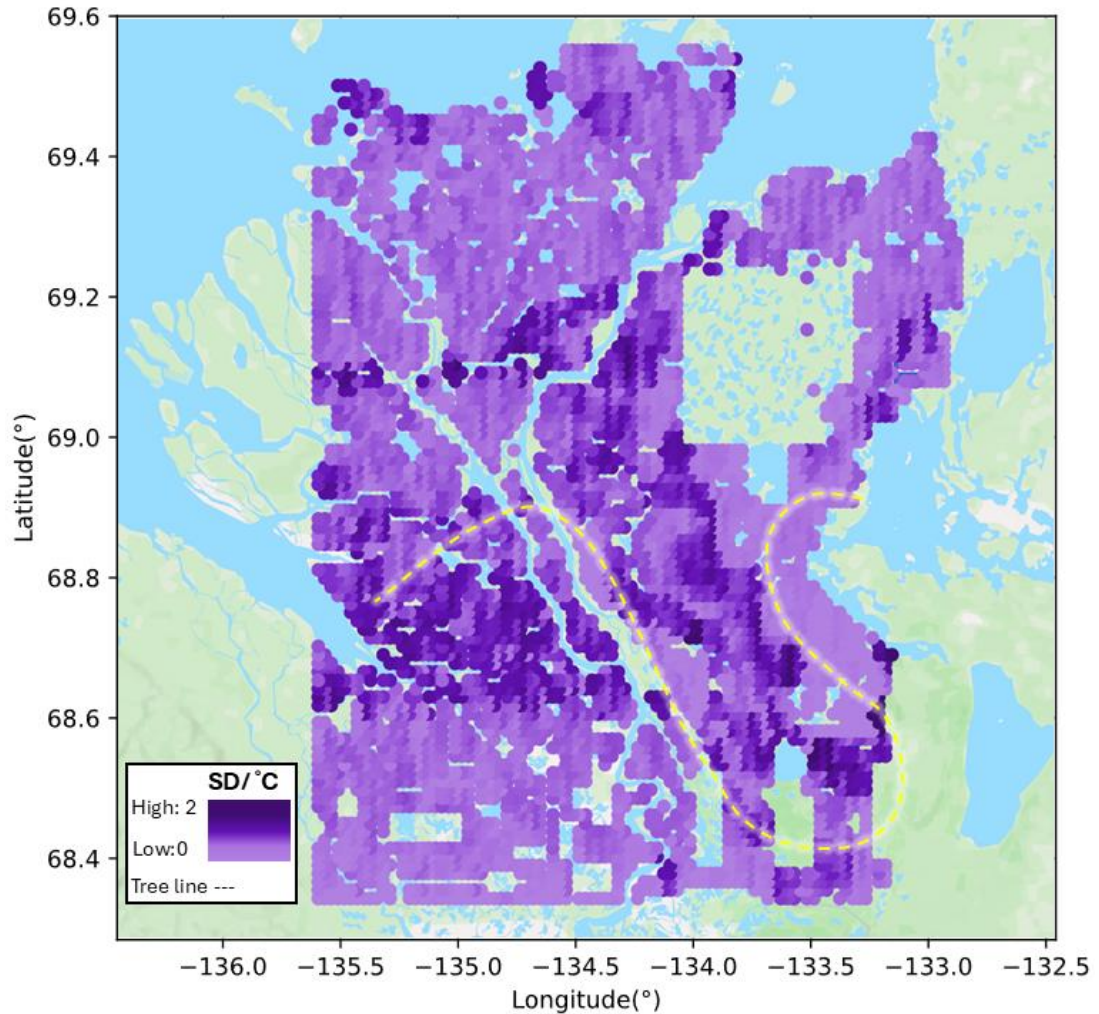 69.6
69.4
69.2
69.0
68.8
68.6
68.4
Latitude(°)
SD/˚C
High: 2
Low:0
Tree line ---
−136.0 −135.5 −135.0 −134.5 −134.0 −133.5 −133.0 −132.5
Longitude(°)